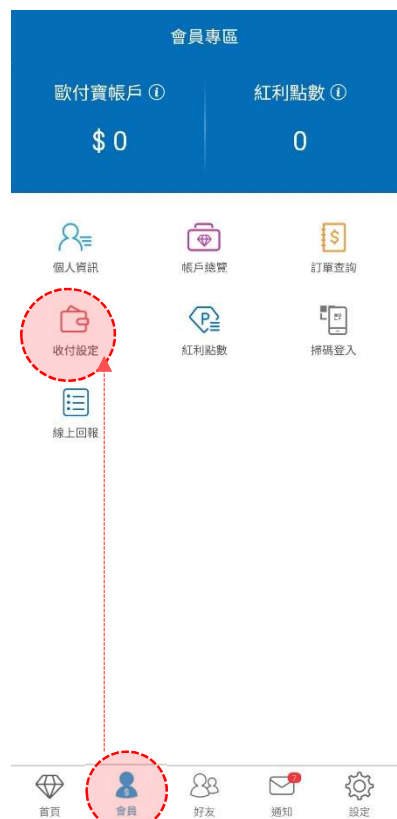 會員專區
歐付寶帳戶 i
紅利點數 i
$ 0
0
個人資訊
帳戶總覽
訂單查詢
收付設定
紅利點數
掃碼登入
線上回報
7
首頁
會員
好友
通知
設定